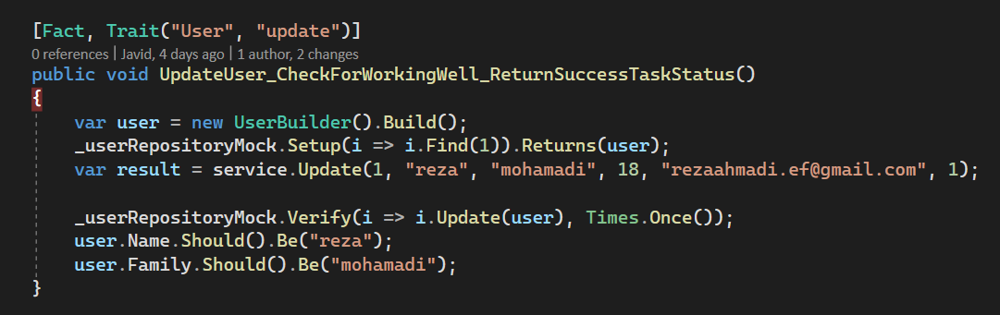 [Fact, Trait("User", "update")]
0 references | Javid, 4 days ago | 1 author, 2 changes
public void UpdateUser_CheckForWorkingWell_ReturnSuccessTaskStatus()
{
var user = new UserBuilder().Build();
_userRepositoryMock.Setup(i => i.Find(1)).Returns(user);
var result = service.Update(1, "reza", "mohamadi", 18, "rezaahmadi.ef@gmail.com", 1);
_userRepositoryMock.Verify(i => i.Update(user), Times.Once());
user.Name.Should().Be("reza");
user.Family.Should().Be("mohamadi");
}